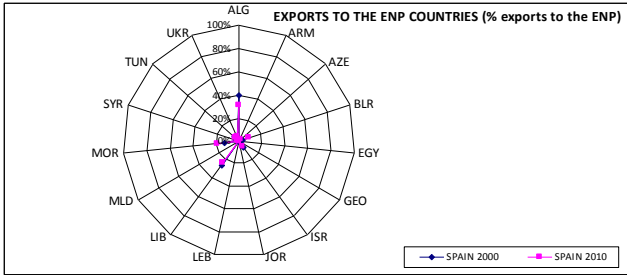 ALG
EXPORTS TO THE ENP COUNTRIES (% exports to the ENP)
100%
UKR
ARM
80%
TUN
AZE
60%
SYR
40%
BLR
20%
0%
MOR
EGY
MLD
GEO
LIB
ISR
LEB
JOR
SPAIN 2000
SPAIN 2010